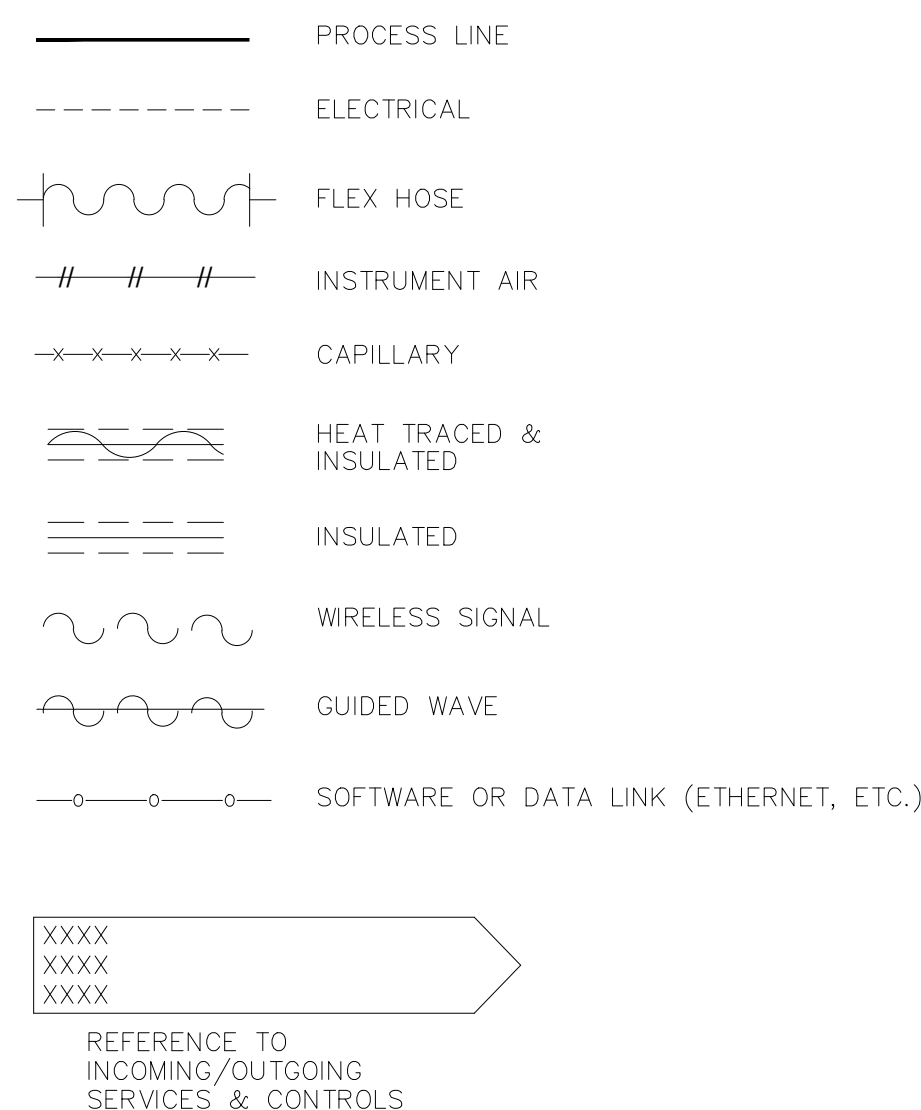 PROCESS LINE
ELECTRICAL
FLEX HOSE
INSTRUMENT AIR
CAPILLARY
HEAT TRACED &
INSULATED
INSULATED
WIRELESS SIGNAL
GUIDED WAVE
SOFTWARE OR DATA LINK (ETHERNET, ETC.)
XXXX
XXXX
XXXX
REFERENCE TO
INCOMING/OUTGOING
SERVICES & CONTROLS